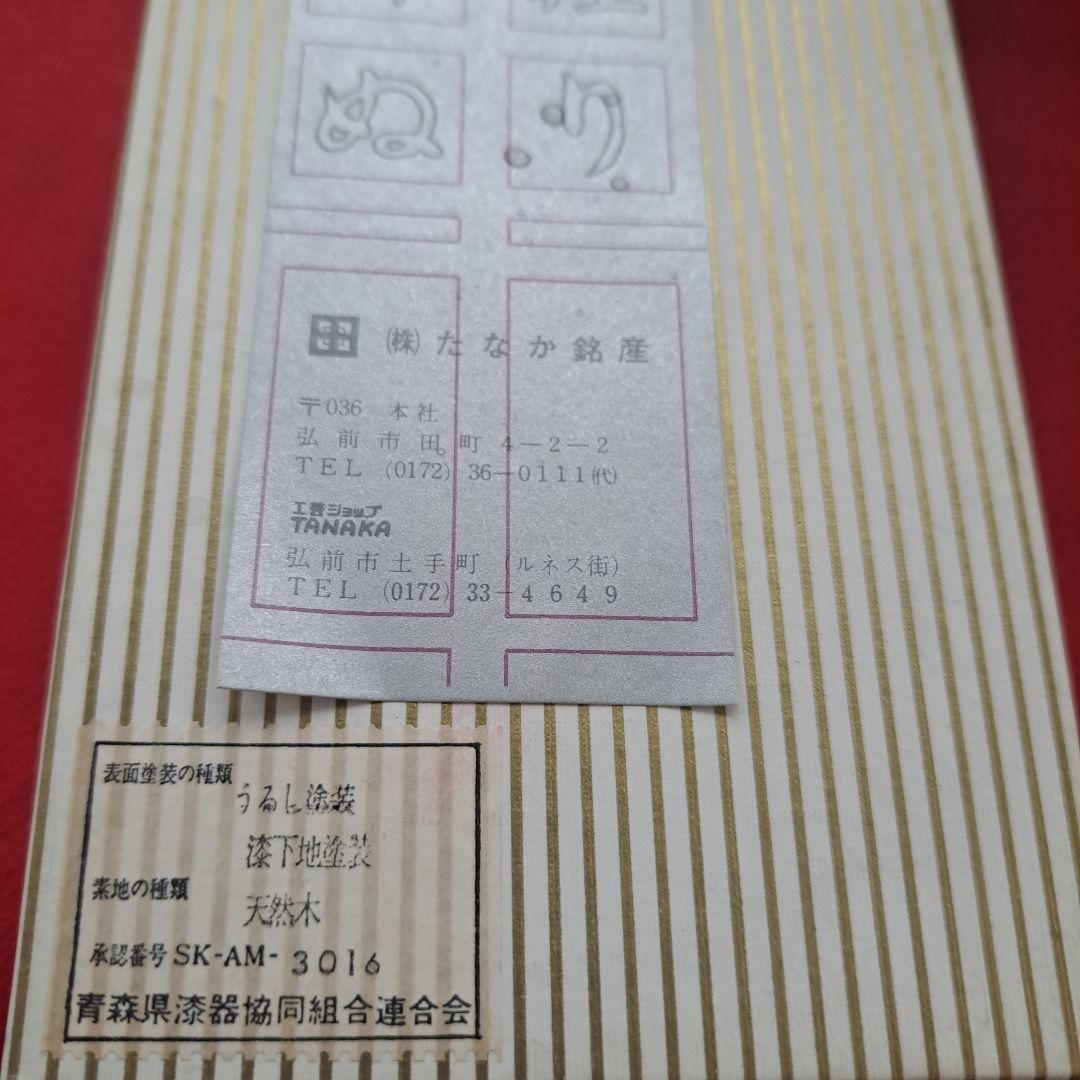 ぬ り
㈱たなか銘産
〒036 本社
弘前市田町4-2-2
TEL (0172) 36-0111(代)
工芸ショップ
TANAKA
弘前市土手町 (ルネス街)
TEL (0172) 33-4649
表面塗装の種類
うるし塗装
漆下地塗装
素地の種類
天然木
承認番号 SK-AM-3016
青森県漆器協同組合連合会